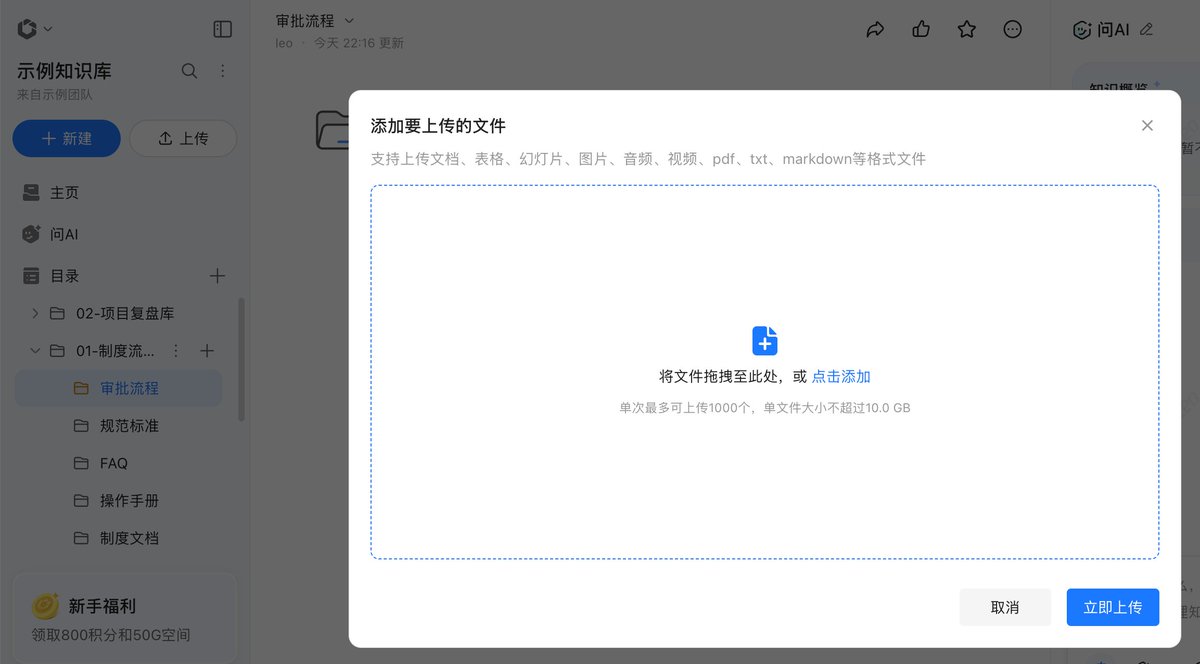 审批流程
leo · 今天 22:16 更新
问AI
示例知识库
来自示例团队
新建
上传
主页
问AI
目录
02-项目复盘库
01-制度流...
审批流程
规范标准
FAQ
操作手册
制度文档
新手福利
领取800积分和50G空间
知识概览
添加要上传的文件
支持上传文档、表格、幻灯片、图片、音频、视频、pdf、txt、markdown等格式文件
将文件拖拽至此处，或 点击添加
单次最多可上传1000个，单文件大小不超过10.0 GB
取消
立即上传